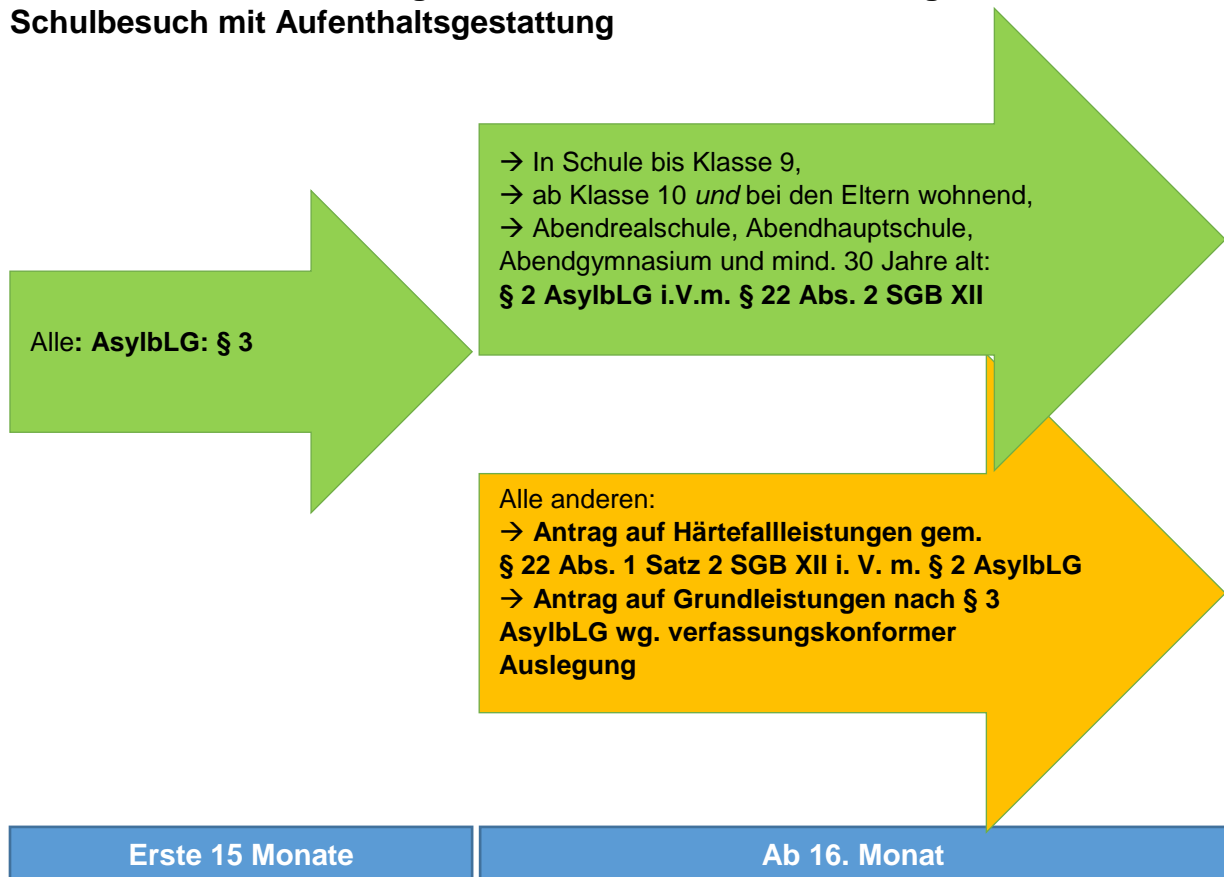 Schulbesuch mit Aufenthaltsgestattung
→ In Schule bis Klasse 9,
→ ab Klasse 10 und bei den Eltern wohnend,
→ Abendrealschule, Abendhauptschule,
Abendgymnasium und mind. 30 Jahre alt:
§ 2 AsylbLG i.V.m. § 22 Abs. 2 SGB XII
Alle: AsylbLG: § 3
Alle anderen:
→ Antrag auf Härtefallleistungen gem.
§ 22 Abs. 1 Satz 2 SGB XII i. V. m. § 2 AsylbLG
→ Antrag auf Grundleistungen nach § 3
AsylbLG wg. verfassungskonformer
Auslegung
Erste 15 Monate
Ab 16. Monat